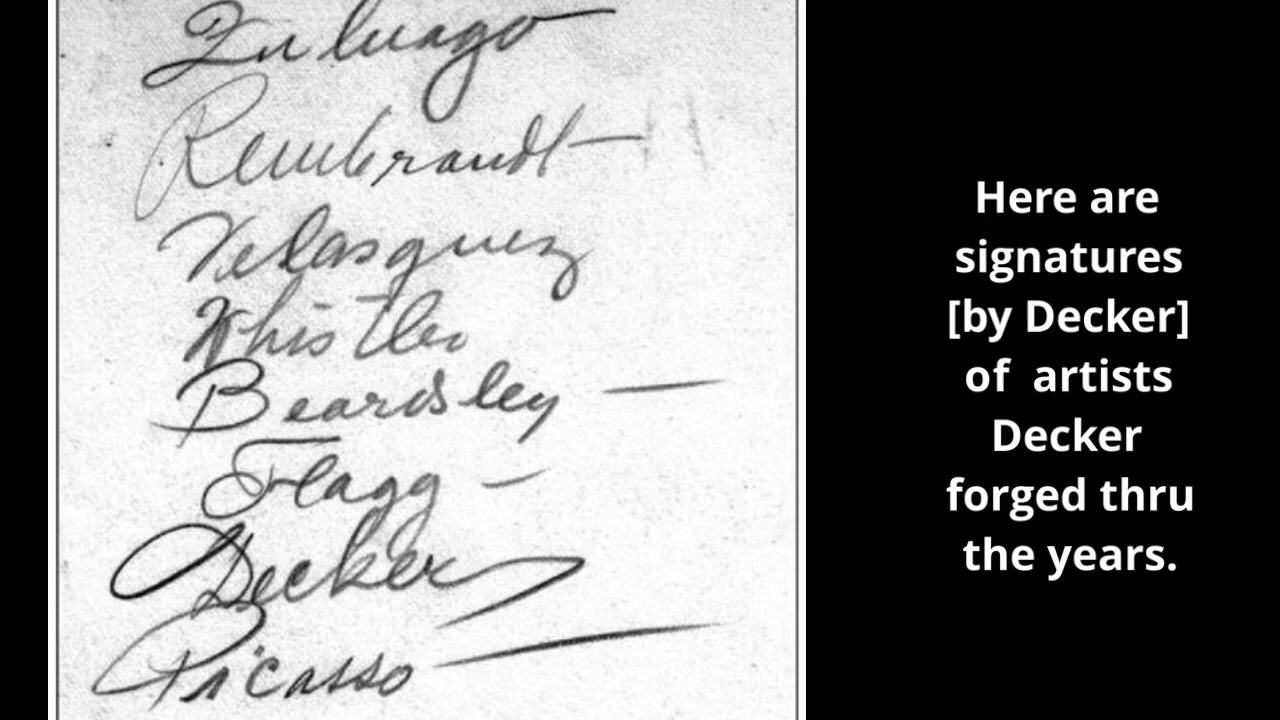 Zuluago
Rembrandt
Velasquez
Whistler
Beardsley
Flagg
Decker
Picasso
Here are
signatures
[by Decker]
of artists
Decker
forged thru
the years.